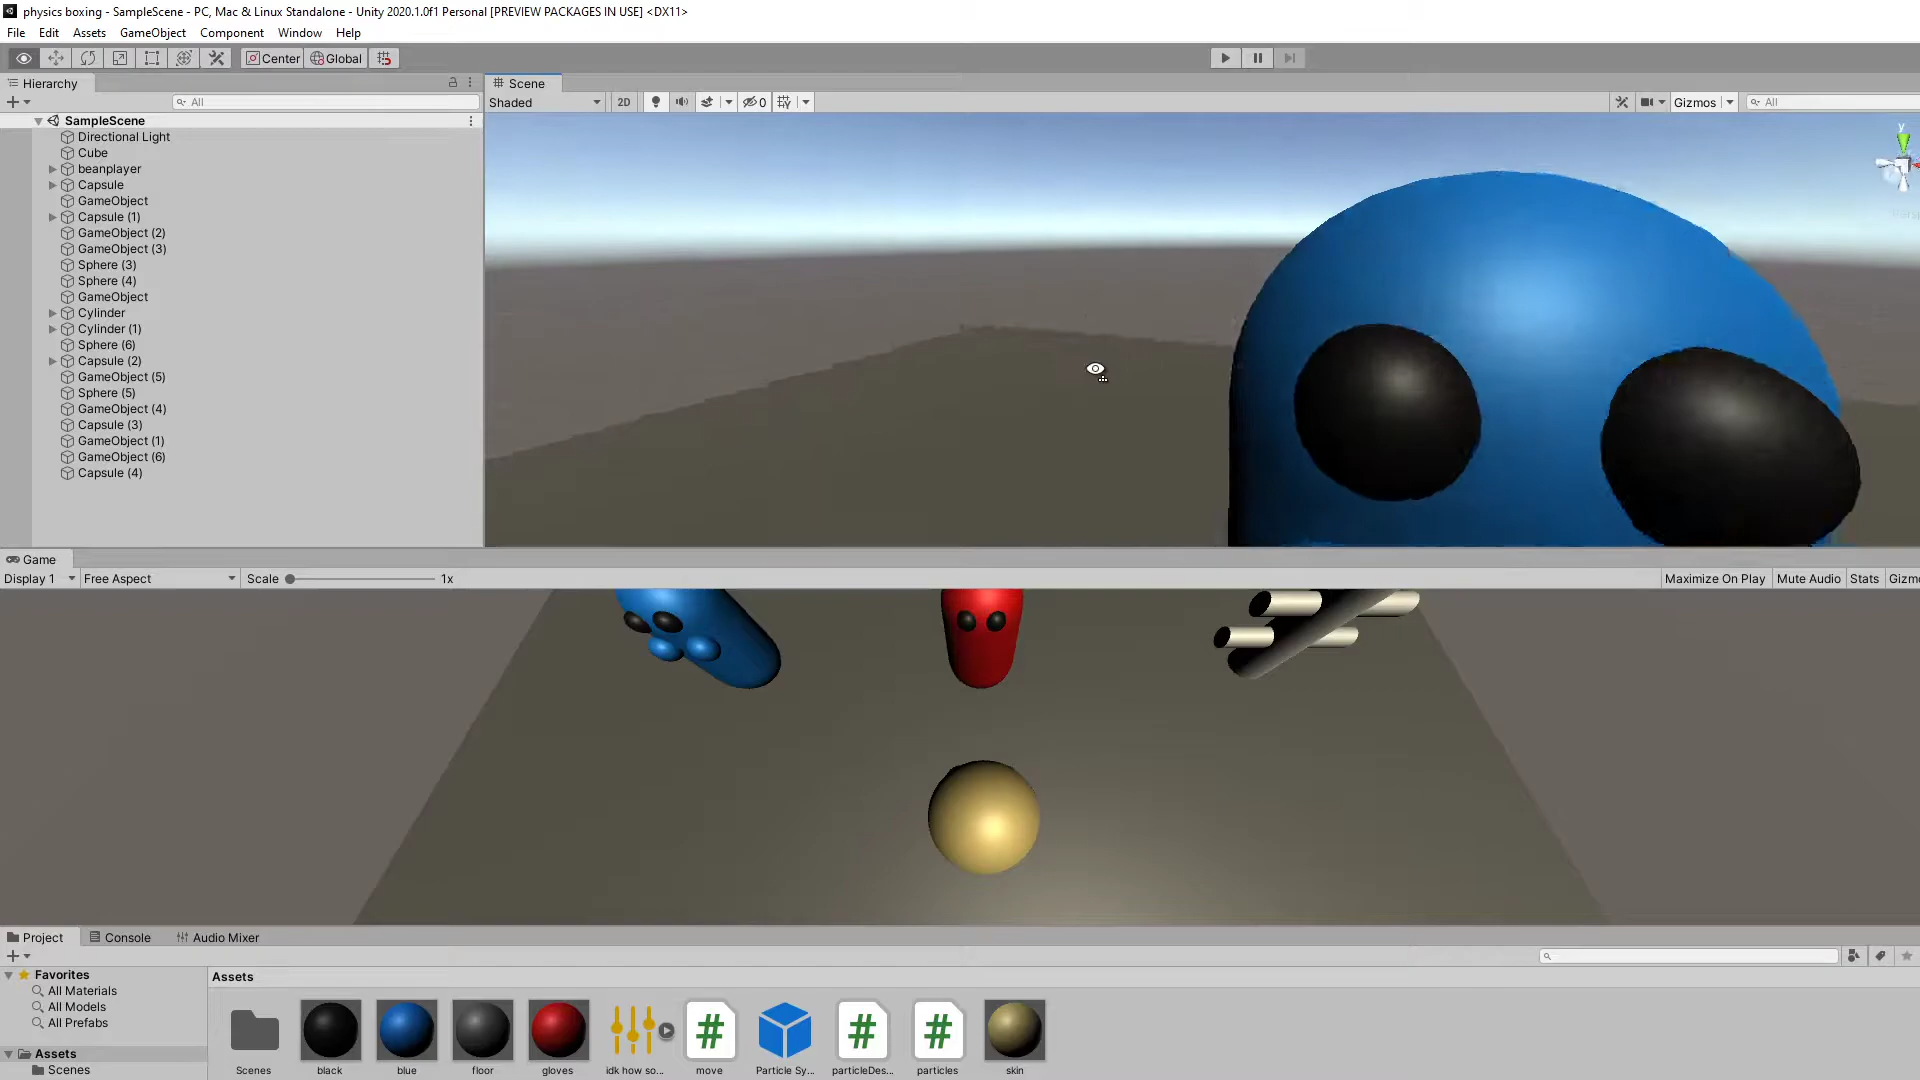 physics boxing - SampleScene - PC, Mac & Linux Standalone - Unity 2020.1.0f1 Personal [PREVIEW PACKAGES IN USE] <DX11>
File Edit Assets GameObject Component Window Help
Center Global
Hierarchy
All
SampleScene
Directional Light
Cube
beanplayer
Capsule
GameObject
Capsule (1)
GameObject (2)
GameObject (3)
Sphere (3)
Sphere (4)
GameObject
Cylinder
Cylinder (1)
Sphere (6)
Capsule (2)
GameObject (5)
Sphere (5)
GameObject (4)
Capsule (3)
GameObject (1)
GameObject (6)
Capsule (4)
Scene
Shaded 2D 0 Gizmos All
y
Game
Display 1 Free Aspect Scale 1x Maximize On Play Mute Audio Stats Gizmo
Project Console Audio Mixer
Favorites
All Materials
All Models
All Prefabs
Assets
Scenes
Assets
Scenes black blue floor gloves idk how so... move Particle Sy... particleDes... particles skin